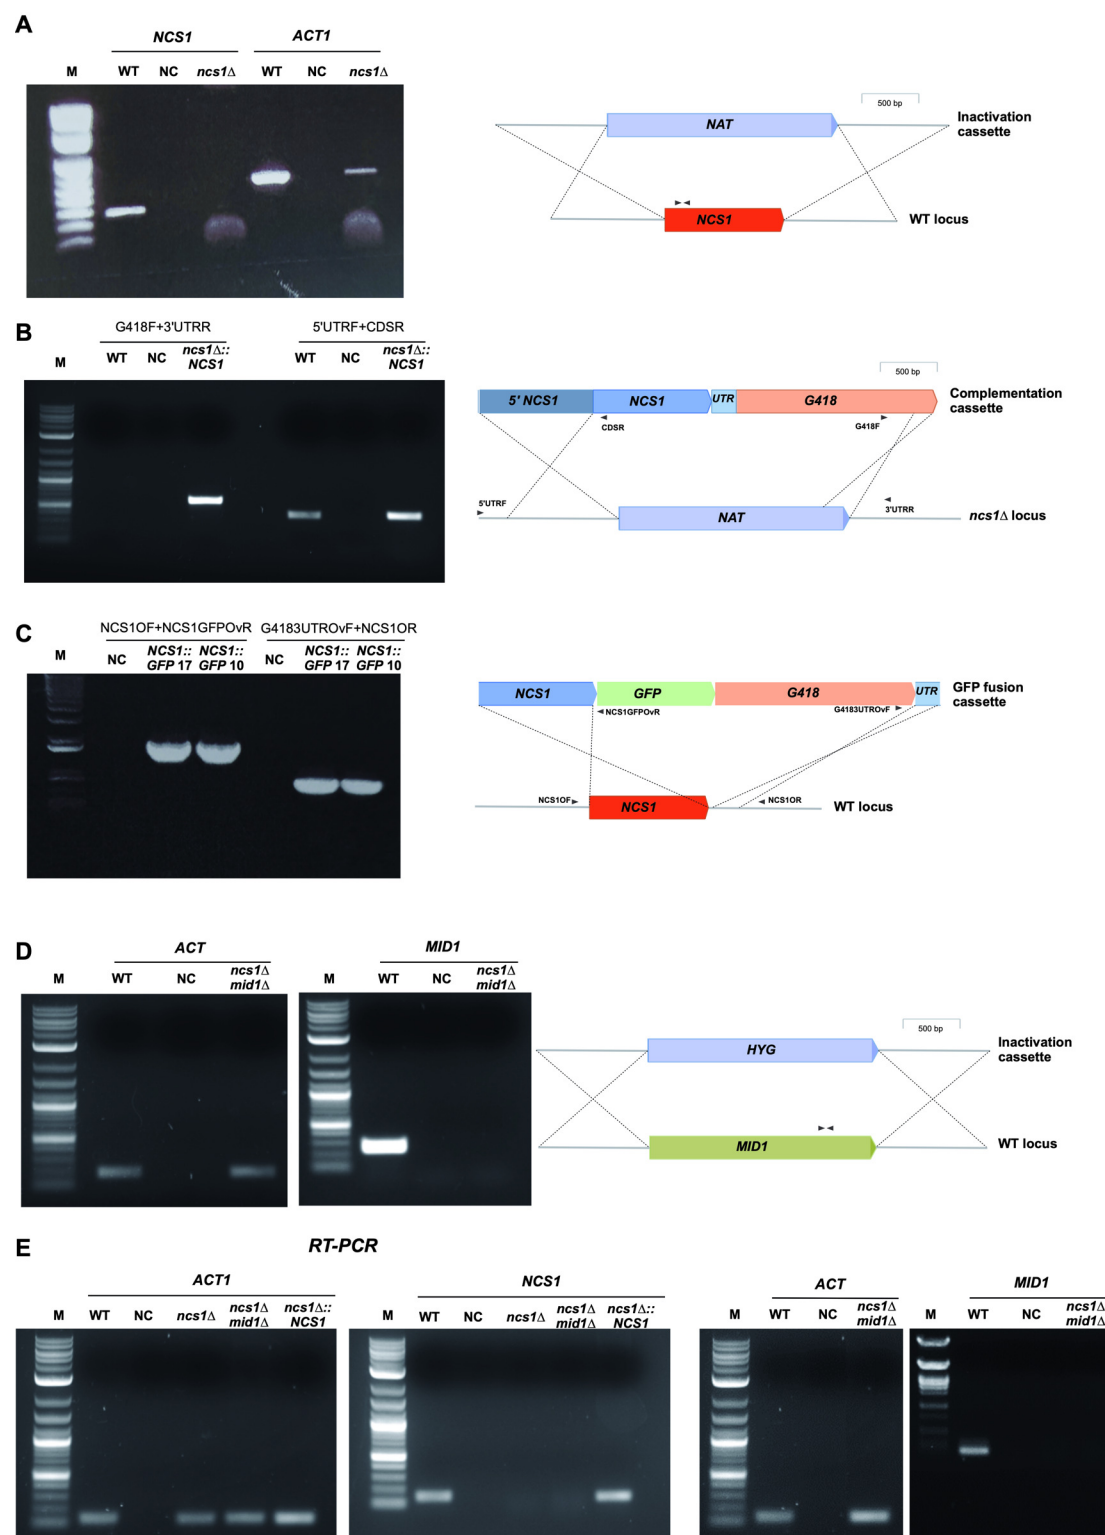 A
NCS1 ACT1
M WT NC ncs1Δ WT NC ncs1Δ
500 bp
NAT
Inactivation
cassette
NCS1
WT locus
B
G418F+3'UTRR 5'UTRF+CDSR
M WT NC ncs1Δ::
NCS1 WT NC ncs1Δ::
NCS1
500 bp
5' NCS1 NCS1 UTR G418
Complementation
cassette
CDSR G418F
5'UTRF 3'UTRR
NAT
ncs1Δ locus
C
NCS1OF+NCS1GFPOvR G4183UTROvF+NCS1OR
M NC NCS1::
GFP 17 NCS1::
GFP 10 NC NCS1::
GFP 17 NCS1::
GFP 10
NCS1 GFP G418 UTR
GFP fusion
cassette
NCS1GFPOvR G4183UTROvF
NCS1OF NCS1OR
NCS1
WT locus
D
ACT MID1
M WT NC ncs1Δ
mid1Δ
M WT NC ncs1Δ
mid1Δ
500 bp
HYG
Inactivation
cassette
MID1
WT locus
E
RT-PCR
ACT1 NCS1 ACT MID1
M WT NC ncs1Δ ncs1Δ
mid1Δ ncs1Δ::
NCS1
M WT NC ncs1Δ ncs1Δ
mid1Δ ncs1Δ::
NCS1
M WT NC ncs1Δ
mid1Δ
M WT NC ncs1Δ
mid1Δ